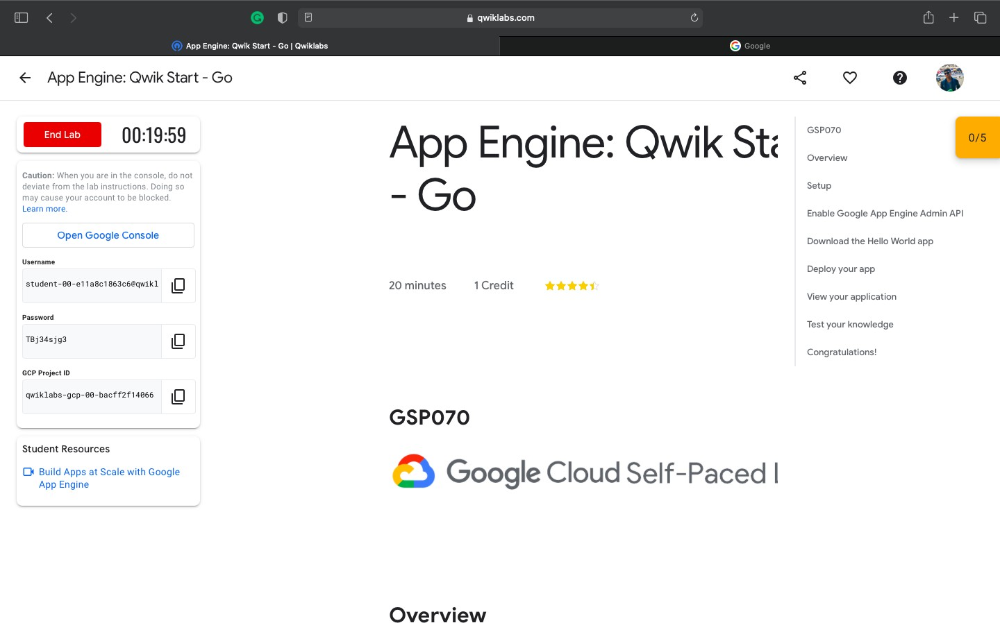 qwiklabs.com
App Engine: Qwik Start - Go | Qwiklabs
Google
App Engine: Qwik Start - Go
End Lab
00:19:59
Caution: When you are in the console, do not
deviate from the lab instructions. Doing so
may cause your account to be blocked.
Learn more.
Open Google Console
Username
student-00-e11a8c1863c6@qwikl
Password
TBj34sjg3
GCP Project ID
qwiklabs-gcp-00-bacff2f14066
Student Resources
Build Apps at Scale with Google
App Engine
App Engine: Qwik Sta
- Go
20 minutes
1 Credit
GSP070
Google Cloud Self-Paced l
Overview
GSP070
Overview
Setup
Enable Google App Engine Admin API
Download the Hello World app
Deploy your app
View your application
Test your knowledge
Congratulations!
0/5